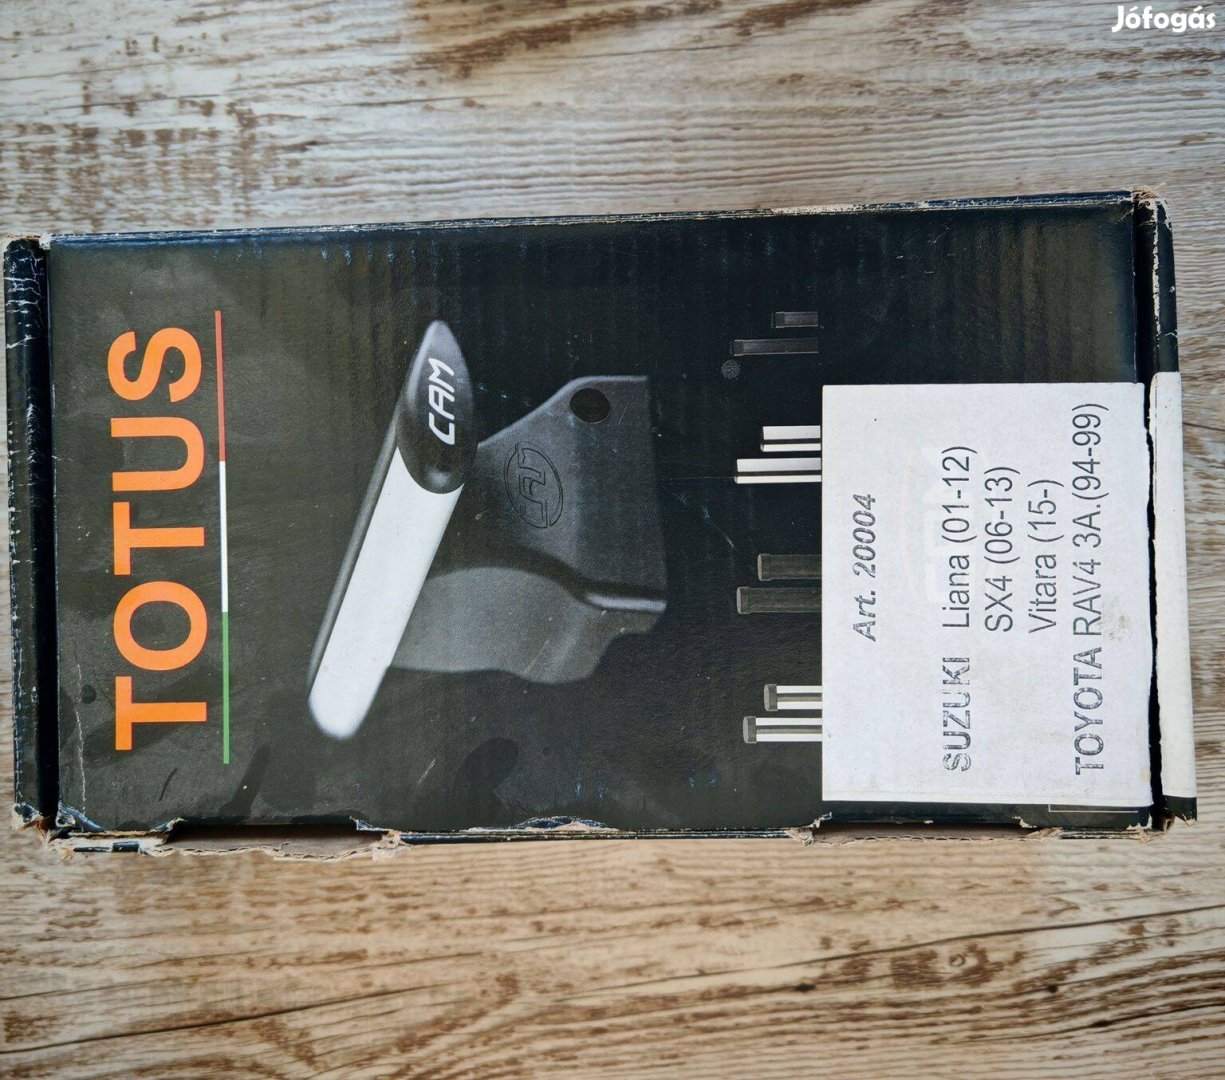 Jófogás
TOTUS
CAM
CAM
Art. 20004
SUZUKI Liana (01-12)
SX4 (06-13)
Vitara (15-)
TOYOTA RAV4 3A.(94-99)